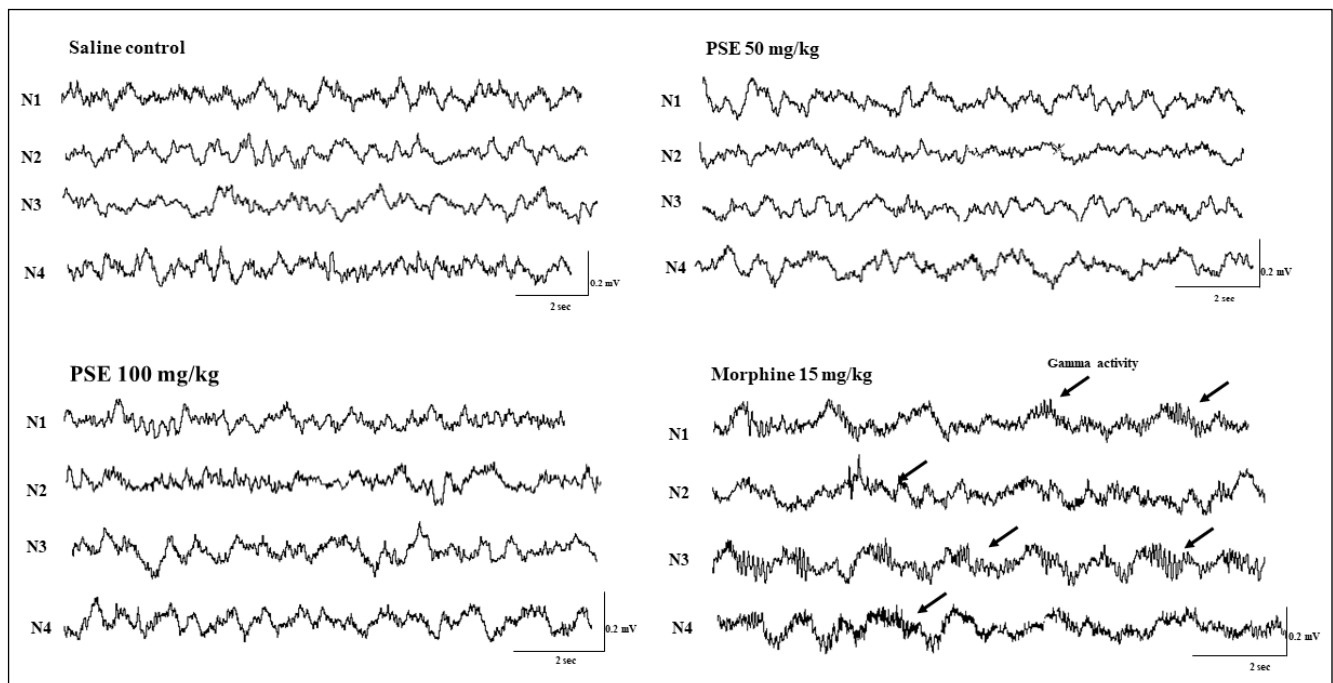 Saline control
N1
N2
N3
N4
0.2 mV
2 sec
PSE 50 mg/kg
N1
N2
N3
N4
0.2 mV
2 sec
PSE 100 mg/kg
N1
N2
N3
N4
0.2 mV
2 sec
Morphine 15 mg/kg
Gamma activity
N1
N2
N3
N4
0.2 mV
2 sec